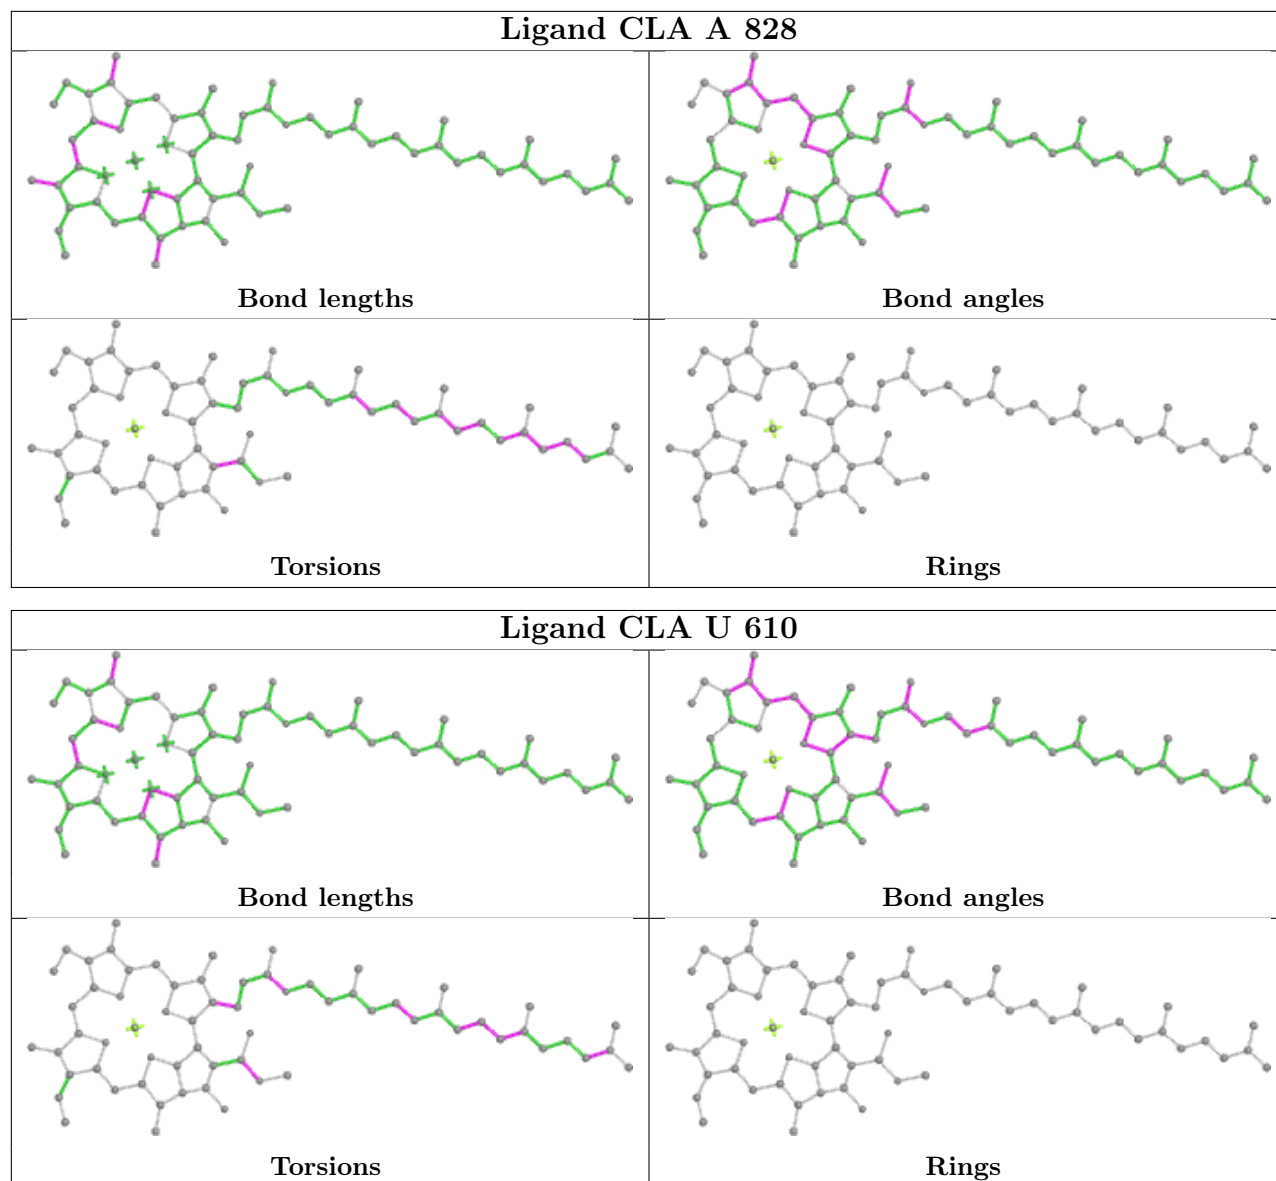 Ligand CLA A 828
Bond lengths
Bond angles
Torsions
Rings
Ligand CLA U 610
Bond lengths
Bond angles
Torsions
Rings